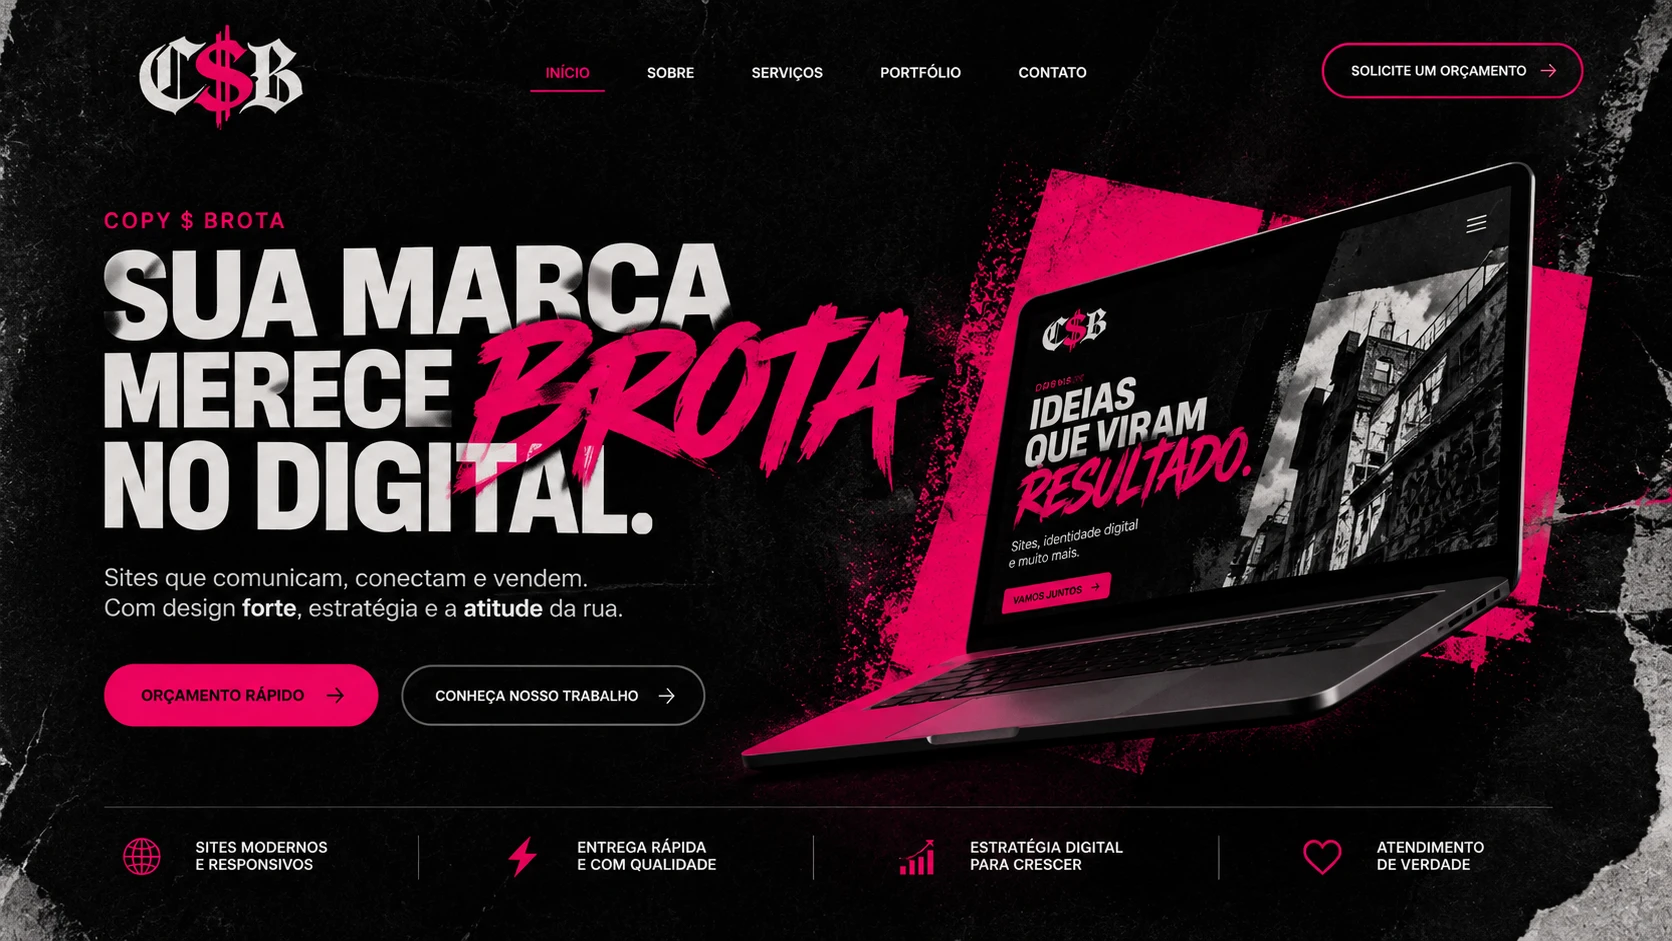 C$B
INÍCIO
SOBRE
SERVIÇOS
PORTFÓLIO
CONTATO
SOLICITE UM ORÇAMENTO
COPY $ BROTA
SUA MARCA
MERECE BROTA
NO DIGITAL.
Sites que comunicam, conectam e vendem.
Com design forte, estratégia e a atitude da rua.
ORÇAMENTO RÁPIDO
CONHEÇA NOSSO TRABALHO
C$B
IDEIAS
QUE VIRAM
RESULTADO.
Sites, identidade digital
e muito mais.
VAMOS JUNTOS
SITES MODERNOS
E RESPONSIVOS
ENTREGA RÁPIDA
E COM QUALIDADE
ESTRATÉGIA DIGITAL
PARA CRESCER
ATENDIMENTO
DE VERDADE